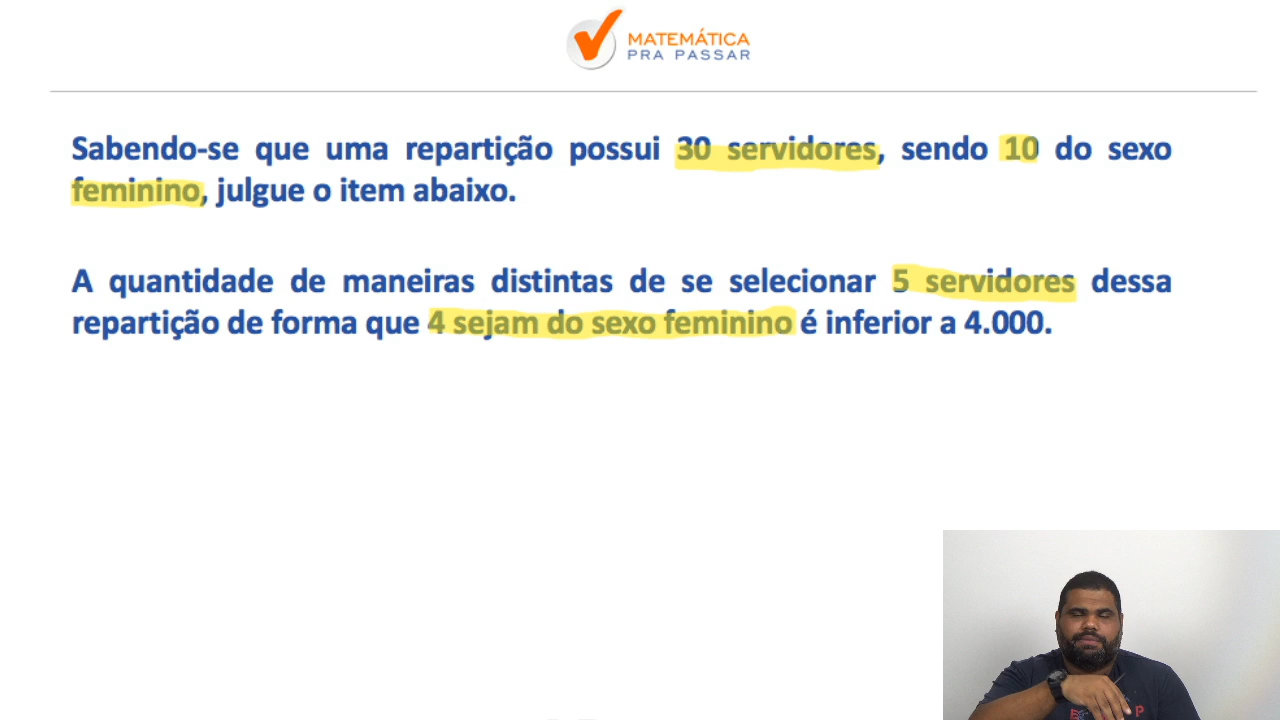 MATEMÁTICA
PRA PASSAR
Sabendo-se que uma repartição possui 30 servidores, sendo 10 do sexo
feminino, julgue o item abaixo.
A quantidade de maneiras distintas de se selecionar 5 servidores dessa
repartição de forma que 4 sejam do sexo feminino é inferior a 4.000.